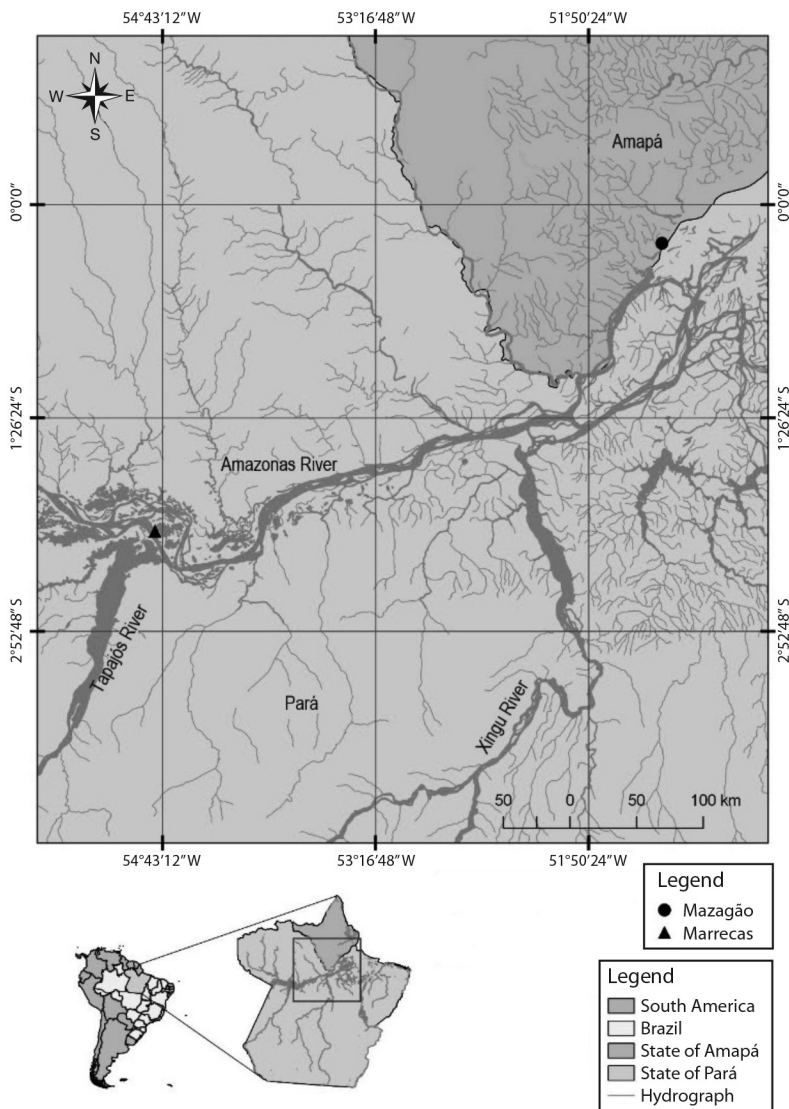 54°43’12”W 53°16’48”W 51°50’24”W
N
W E
S
Amapá
0°0’0” 0°0’0”
1°26’24”S 1°26’24”S
Amazonas River
2°52’48”S 2°52’48”S
Tapajós River
Pará
Xingu River
50 0 50 100 km
54°43’12”W 53°16’48”W 51°50’24”W
Legend
Mazagão
Marrecas
Legend
South America
Brazil
State of Amapá
State of Pará
Hydrograph